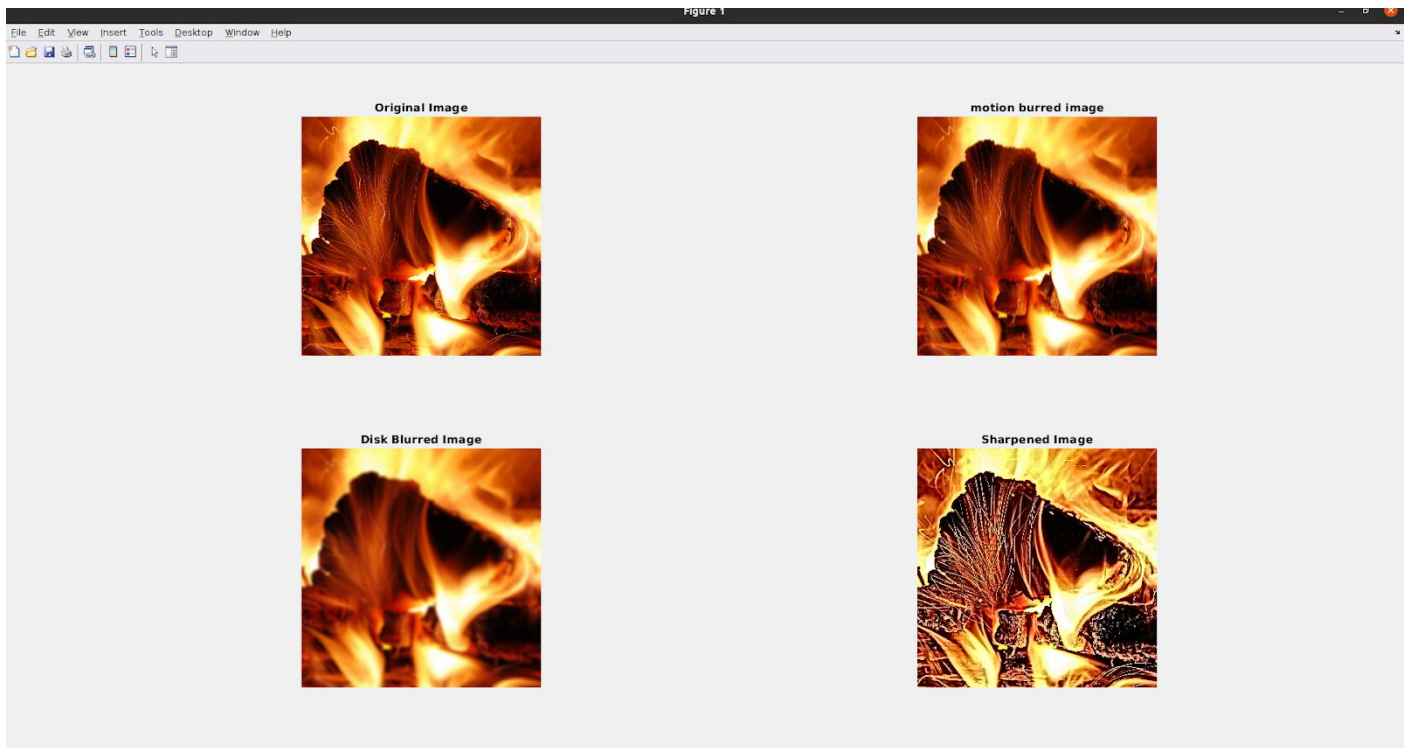 Figure 1
File Edit View Insert Tools Desktop Window Help
Original Image
motion burred image
Disk Blurred Image
Sharpened Image